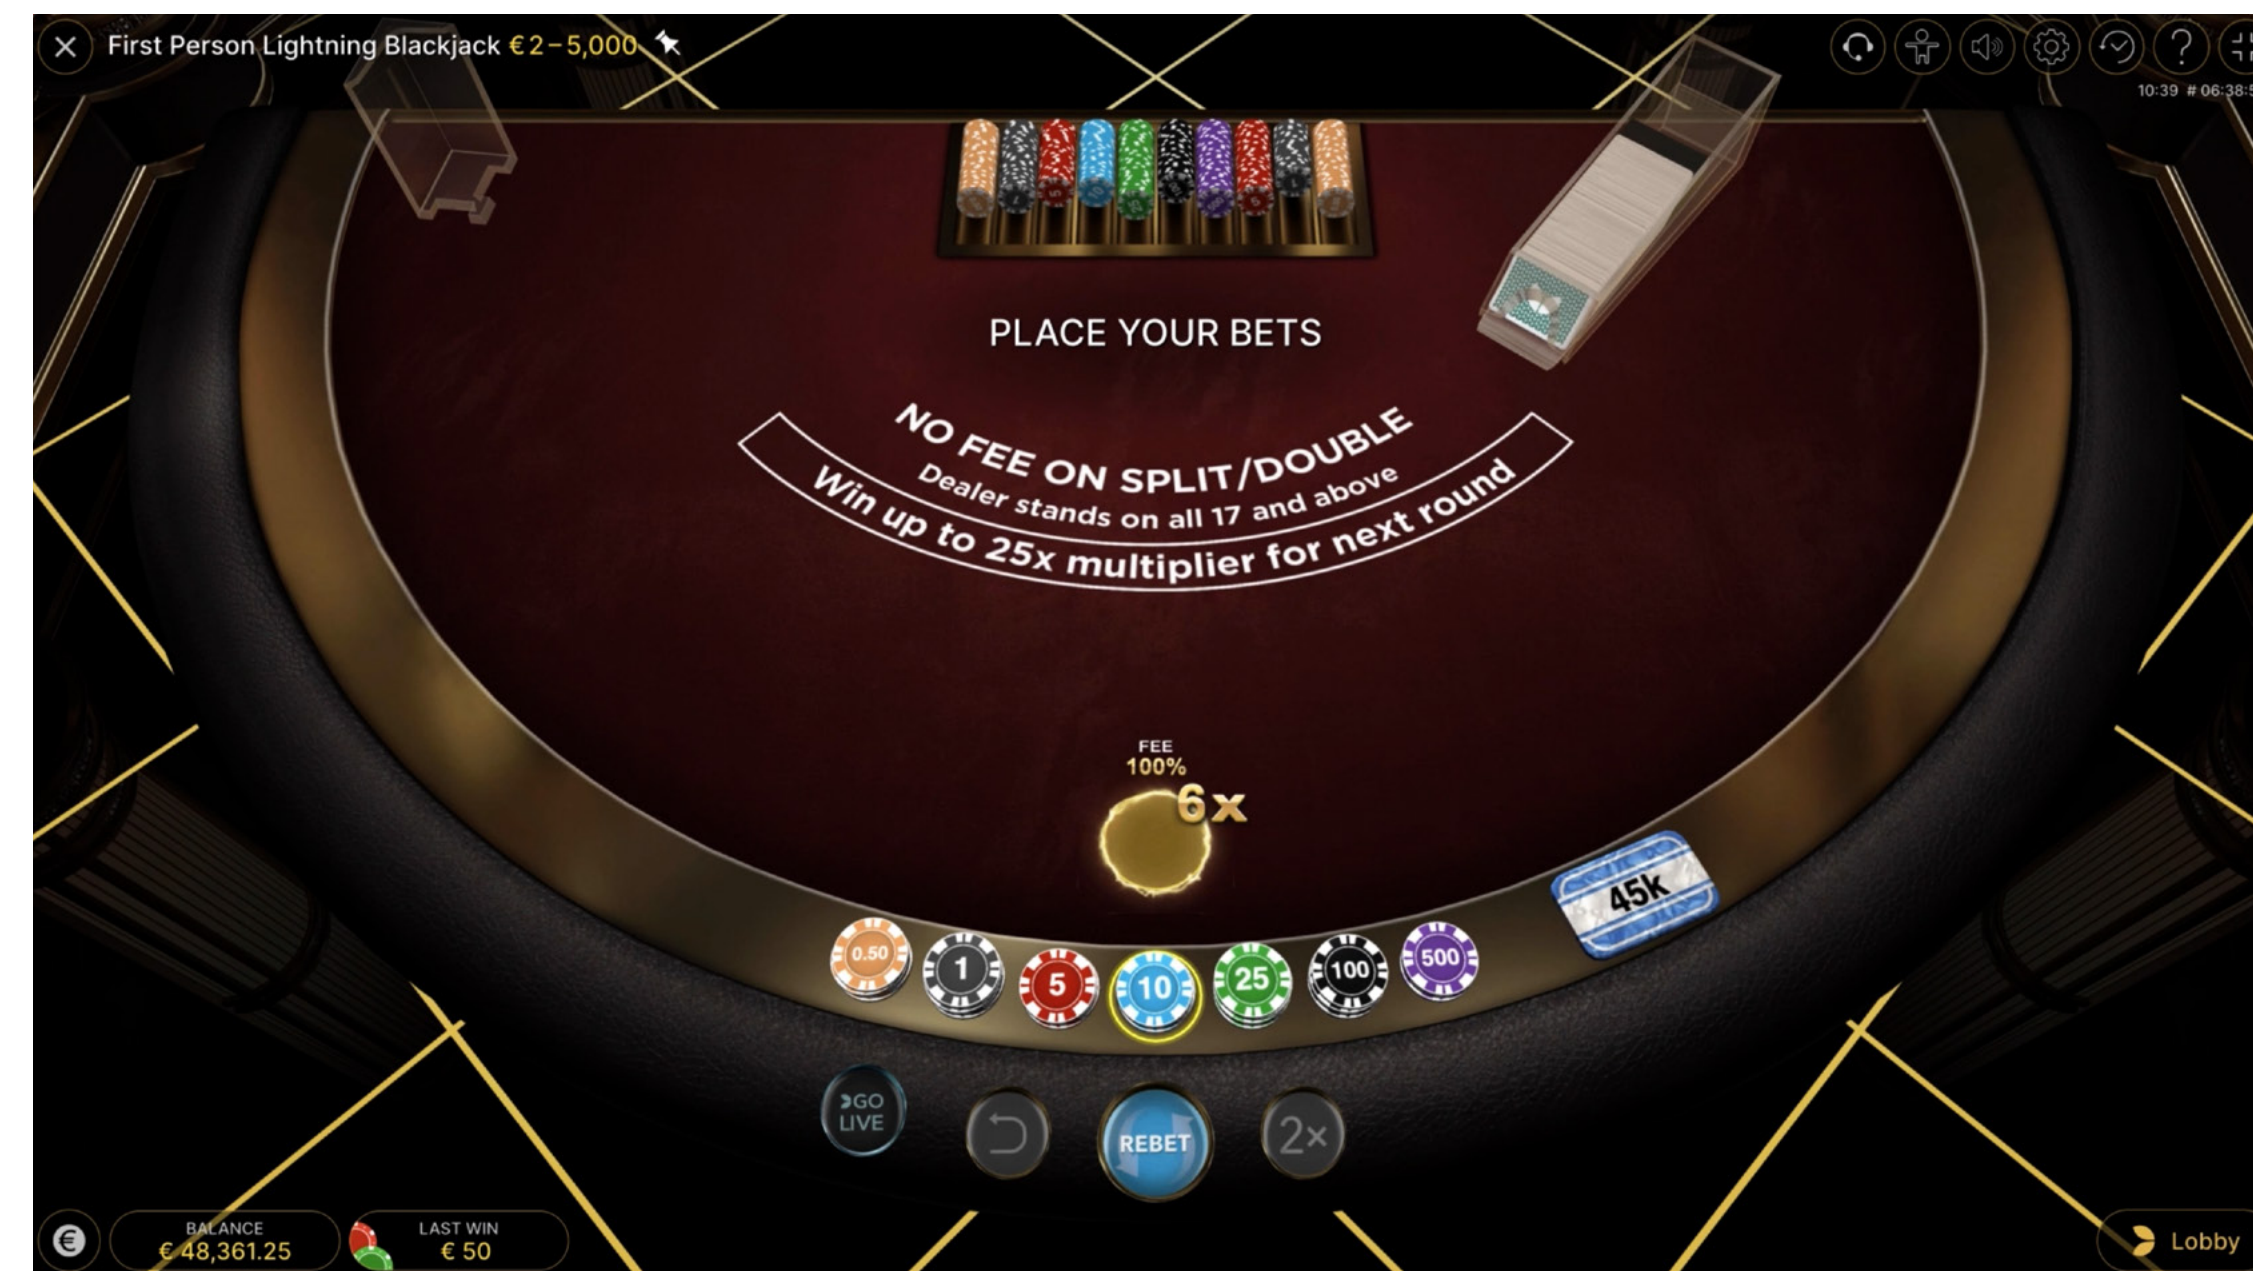 First Person Lightning Blackjack €2–5,000
10:39 #06:38:5
PLACE YOUR BETS
NO FEE ON SPLIT/DOUBLE
Dealer stands on all 17 and above
Win up to 25x multiplier for next round
FEE
100%
6x
45k
0.50 1 5 10 25 100 500
GO
LIVE
REBET
2×
€
BALANCE
€ 48,361.25
LAST WIN
€ 50
Lobby